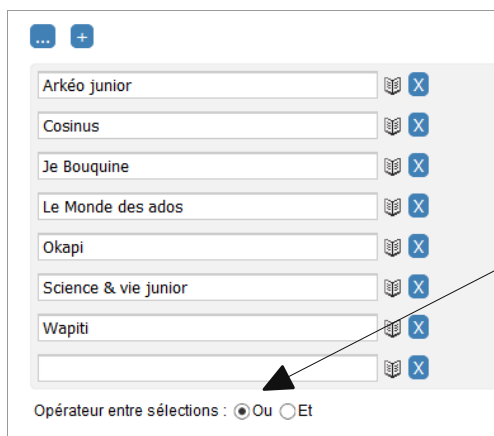 ... +
Arkéo junior X
Cosinus X
Je Bouquine X
Le Monde des ados X
Okapi X
Science & vie junior X
Wapiti X
X
Opérateur entre sélections : Ou Et